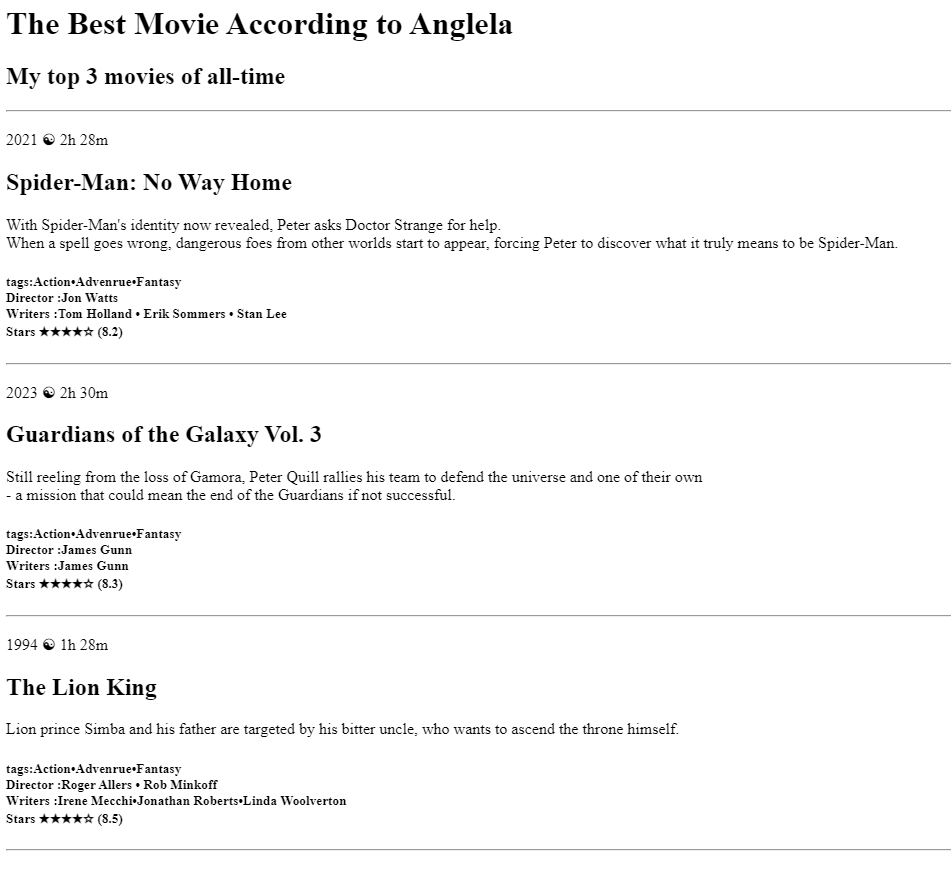 The Best Movie According to Anglela
My top 3 movies of all-time
2021 ☯ 2h 28m
Spider-Man: No Way Home
With Spider-Man's identity now revealed, Peter asks Doctor Strange for help.
When a spell goes wrong, dangerous foes from other worlds start to appear, forcing Peter to discover what it truly means to be Spider-Man.
tags:Action•Advenrue•Fantasy
Director :Jon Watts
Writers :Tom Holland • Erik Sommers • Stan Lee
Stars ★★★★☆ (8.2)
2023 ☯ 2h 30m
Guardians of the Galaxy Vol. 3
Still reeling from the loss of Gamora, Peter Quill rallies his team to defend the universe and one of their own
- a mission that could mean the end of the Guardians if not successful.
tags:Action•Advenrue•Fantasy
Director :James Gunn
Writers :James Gunn
Stars ★★★★☆ (8.3)
1994 ☯ 1h 28m
The Lion King
Lion prince Simba and his father are targeted by his bitter uncle, who wants to ascend the throne himself.
tags:Action•Advenrue•Fantasy
Director :Roger Allers • Rob Minkoff
Writers :Irene Mecchi•Jonathan Roberts•Linda Woolverton
Stars ★★★★☆ (8.5)